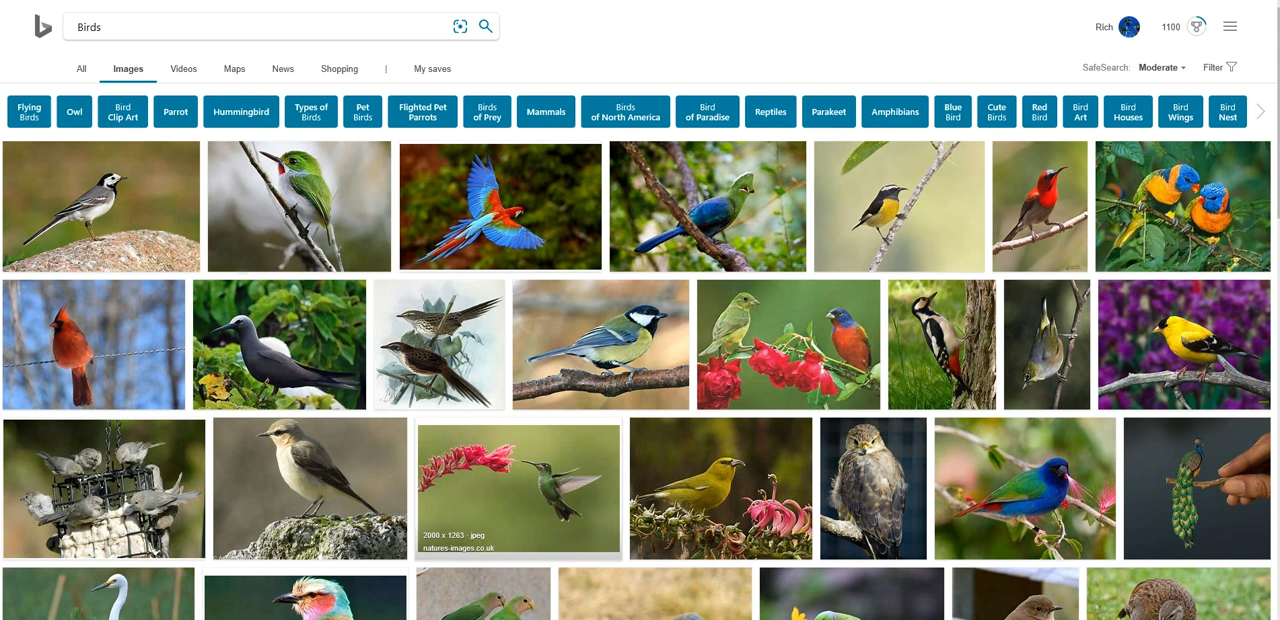 Birds
Rich
1100
All
Images
Videos
Maps
News
Shopping
|
My saves
SafeSearch:
Moderate
Filter
Flying
Birds
Owl
Bird
Clip Art
Parrot
Hummingbird
Types of
Birds
Pet
Birds
Flighted Pet
Parrots
Birds
of Prey
Mammals
Birds
of North America
Bird
of Paradise
Reptiles
Parakeet
Amphibians
Blue
Bird
Cute
Birds
Red
Bird
Bird
Art
Bird
Houses
Bird
Wings
Bird
Nest
2000 x 1263 · jpeg
natures-images.co.uk